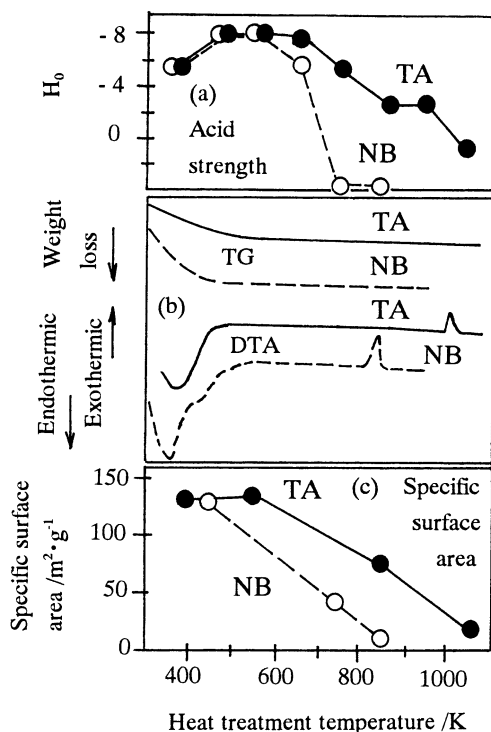 - 8
- 4
0
H₀
(a)
Acid
strength
TA
NB
Weight
loss
TG
TA
NB
(b)
Endothermic
Exothermic
DTA
TA
NB
150
100
50
0
Specific surface
area /m²•g⁻¹
TA
NB
(c) Specific
surface
area
400 600 800 1000
Heat treatment temperature /K